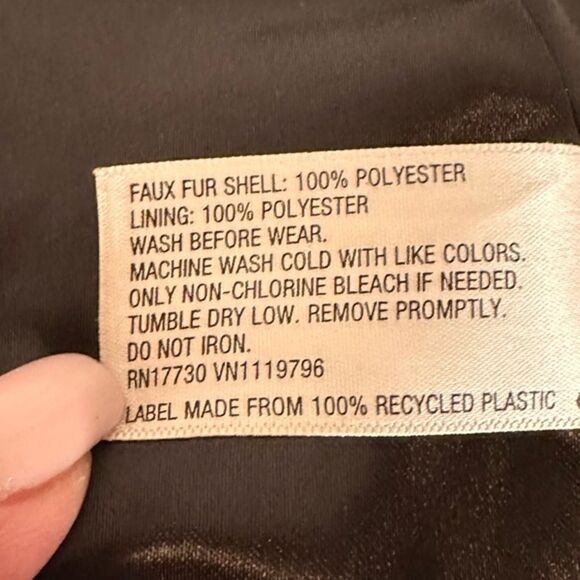 FAUX FUR SHELL: 100% POLYESTER
LINING: 100% POLYESTER
WASH BEFORE WEAR.
MACHINE WASH COLD WITH LIKE COLORS.
ONLY NON-CHLORINE BLEACH IF NEEDED.
TUMBLE DRY LOW. REMOVE PROMPTLY.
DO NOT IRON.
RN17730 VN1119796
LABEL MADE FROM 100% RECYCLED PLASTIC